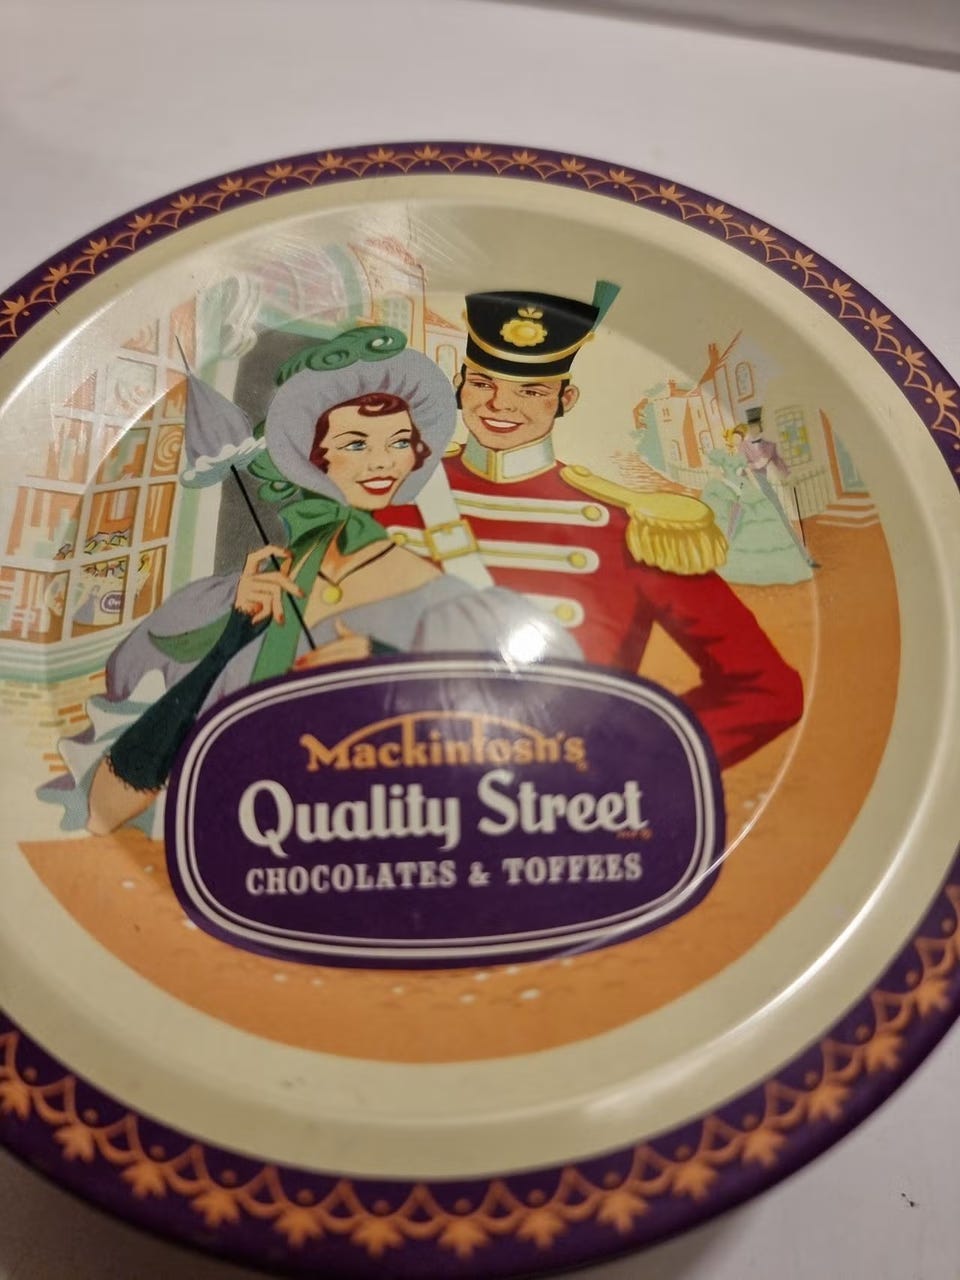 Mackintosh's
Quality Street
CHOCOLATES & TOFFEES